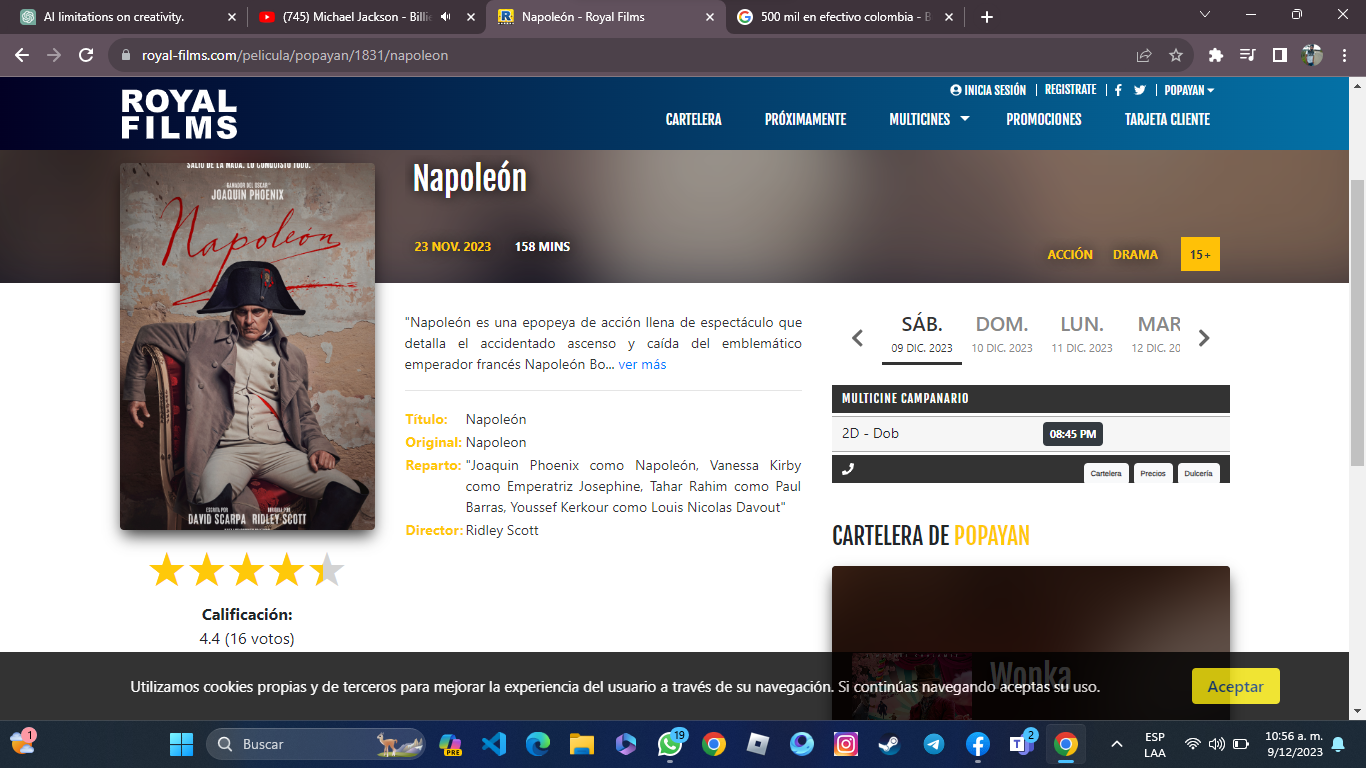 AI limitations on creativity.
(745) Michael Jackson - Billie
Napoleón - Royal Films
500 mil en efectivo colombia - B
royal-films.com/pelicula/popayan/1831/napoleon
INICIA SESIÓN | REGISTRATE | | POPAYAN
ROYAL
FILMS
CARTELERA PRÓXIMAMENTE MULTICINES PROMOCIONES TARJETA CLIENTE
SALIÓ DE LA NADA. LO CONQUISTÓ TODO.
GANADOR DEL OSCAR
JOAQUIN PHOENIX
Napoleón
ESCRITA POR DIRIGIDA POR
DAVID SCARPA RIDLEY SCOTT
Napoleón
23 NOV. 2023 158 MINS
ACCIÓN DRAMA 15+
"Napoleón es una epopeya de acción llena de espectáculo que
detalla el accidentado ascenso y caída del emblemático
emperador francés Napoleón Bo... ver más
Título: Napoleón
Original: Napoleon
Reparto: "Joaquin Phoenix como Napoleón, Vanessa Kirby
como Emperatriz Josephine, Tahar Rahim como Paul
Barras, Youssef Kerkour como Louis Nicolas Davout"
Director: Ridley Scott
Calificación:
4.4 (16 votos)
SÁB. DOM. LUN. MAR
09 DIC. 2023 10 DIC. 2023 11 DIC. 2023 12 DIC. 20
MULTICINE CAMPANARIO
2D - Dob 08:45 PM
Cartelera Precios Dulcería
CARTELERA DE POPAYAN
Wonka
Utilizamos cookies propias y de terceros para mejorar la experiencia del usuario a través de su navegación. Si continúas navegando aceptas su uso.
Aceptar
1
Buscar
PRE
19
2
ESP
LAA
10:56 a. m.
9/12/2023